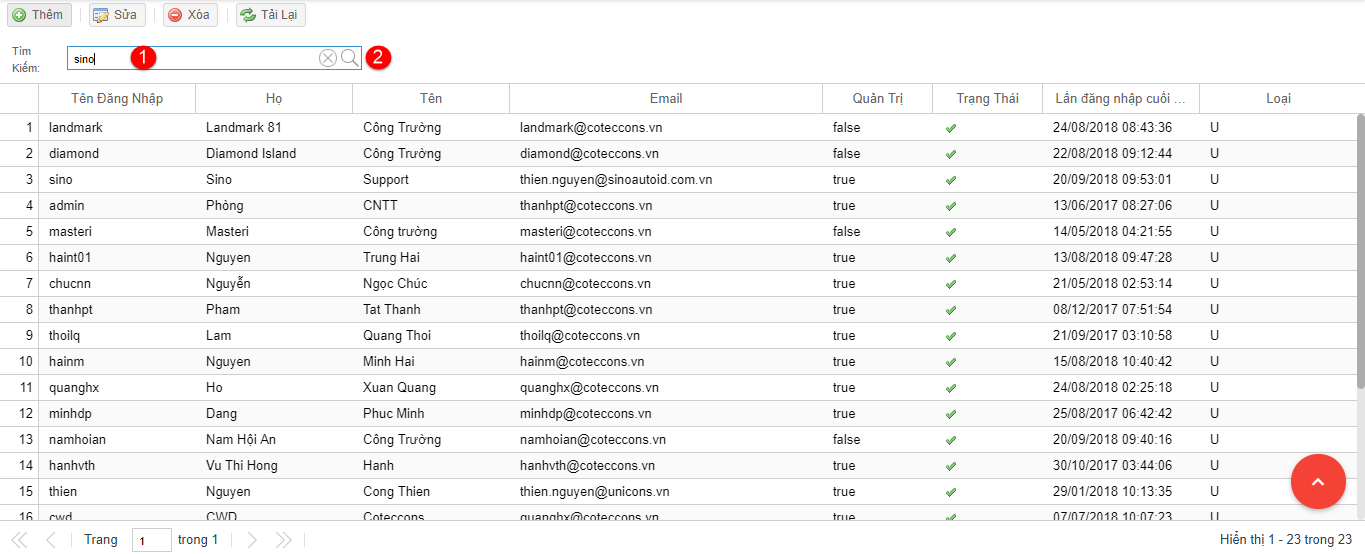 Thêm Sửa Xóa Tải Lại
Tìm
Kiếm:
sino 1 2
Tên Đăng Nhập Họ Tên Email Quản Trị Trạng Thái Lần đăng nhập cuối ... Loại
1 landmark Landmark 81 Công Trường landmark@coteccons.vn false 24/08/2018 08:43:36 U
2 diamond Diamond Island Công Trường diamond@coteccons.vn false 22/08/2018 09:12:44 U
3 sino Sino Support thien.nguyen@sinoautoid.com.vn true 20/09/2018 09:53:01 U
4 admin Phòng CNTT thanhpt@coteccons.vn true 13/06/2017 08:27:06 U
5 masteri Masteri Công trường masteri@coteccons.vn false 14/05/2018 04:21:55 U
6 haint01 Nguyen Trung Hai haint01@coteccons.vn true 13/08/2018 09:47:28 U
7 chucnn Nguyễn Ngọc Chúc chucnn@coteccons.vn true 21/05/2018 02:53:14 U
8 thanhpt Pham Tat Thanh thanhpt@coteccons.vn true 08/12/2017 07:51:54 U
9 thoilq Lam Quang Thoi thoilq@coteccons.vn true 21/09/2017 03:10:58 U
10 hainm Nguyen Minh Hai hainm@coteccons.vn true 15/08/2018 10:40:42 U
11 quanghx Ho Xuan Quang quanghx@coteccons.vn true 24/08/2018 02:25:18 U
12 minhdp Dang Phuc Minh minhdp@coteccons.vn true 25/08/2017 06:42:42 U
13 namhoian Nam Hội An Công Trường namhoian@coteccons.vn false 20/09/2018 09:40:16 U
14 hanhvth Vu Thi Hong Hanh hanhvth@coteccons.vn true 30/10/2017 03:44:06 U
15 thien Nguyen Cong Thien thien.nguyen@unicons.vn true 29/01/2018 10:13:35 U
16 cwd CWD Coteccons quanghx@coteccons.vn true 07/07/2018 10:07:23 U
Trang 1 trong 1 Hiển thị 1 - 23 trong 23